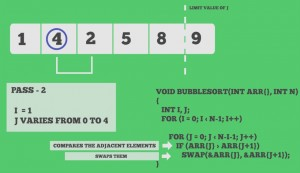 LIMIT VALUE OF J
1 4 2 5 8 9
PASS - 2
I = 1
J VARIES FROM 0 TO 4
VOID BUBBLESORT(INT ARR(), INT N)
{
INT I, J;
FOR (I = 0; I < N-1; I++)
FOR (J = 0; J < N-I-1; J++)
COMPARES THE ADJACENT ELEMENTS
IF (ARR(J) > ARR(J+1))
SWAPS THEM
SWAP(&ARR(J), &ARR(J+1));
}